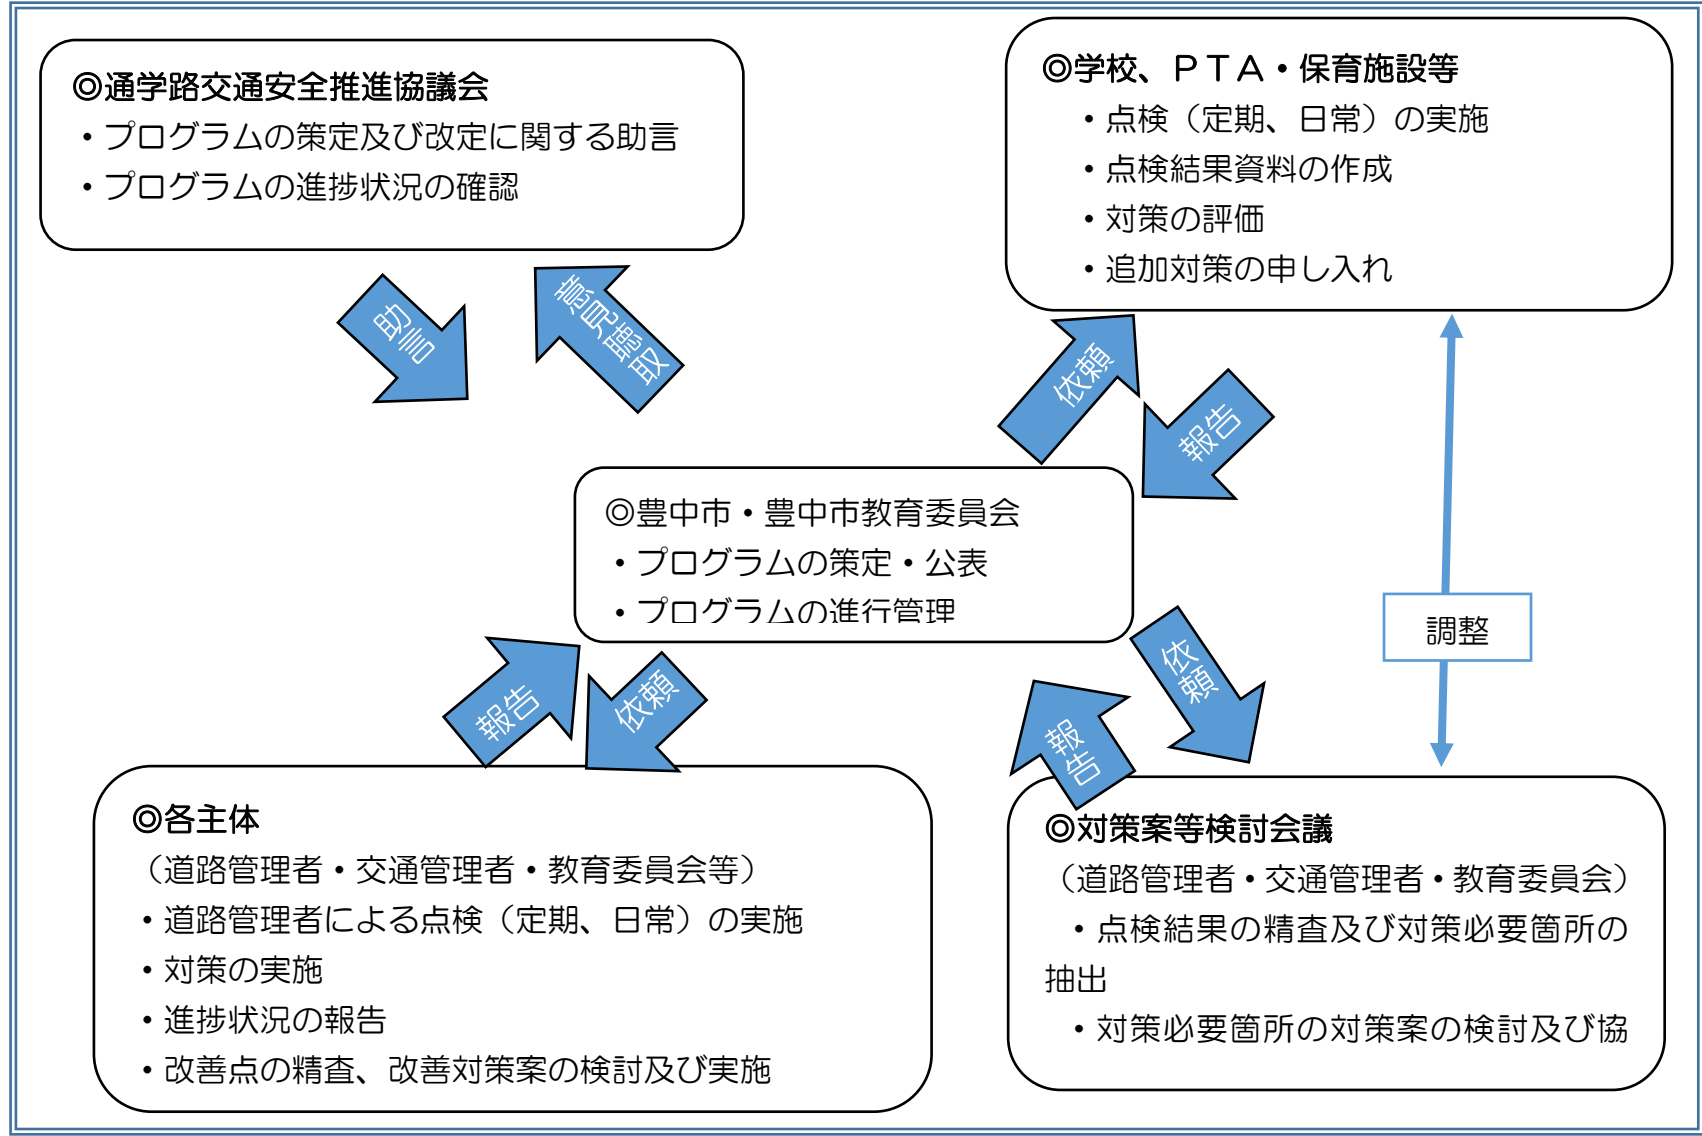 ◎通学路交通安全推進協議会
・プログラムの策定及び改定に関する助言
・プログラムの進捗状況の確認
◎学校、ＰＴＡ・保育施設等
・点検（定期、日常）の実施
・点検結果資料の作成
・対策の評価
・追加対策の申し入れ
助言
意見聴取
依頼
報告
◎豊中市・豊中市教育委員会
・プログラムの策定・公表
・プログラムの進行管理
調整
報告
依頼
依頼
報告
◎各主体
（道路管理者・交通管理者・教育委員会等）
・道路管理者による点検（定期、日常）の実施
・対策の実施
・進捗状況の報告
・改善点の精査、改善対策案の検討及び実施
◎対策案等検討会議
（道路管理者・交通管理者・教育委員会）
・点検結果の精査及び対策必要箇所の
抽出
・対策必要箇所の対策案の検討及び協